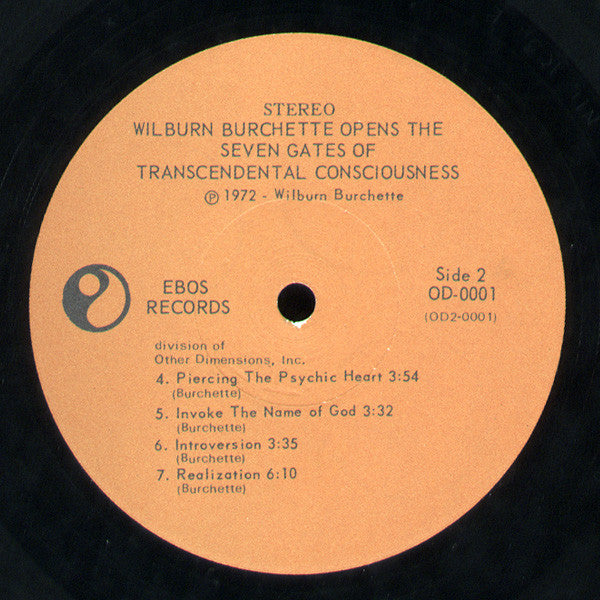 STEREO
WILBURN BURCHETTE OPENS THE
SEVEN GATES OF
TRANSCENDENTAL CONSCIOUSNESS
℗ 1972 - Wilburn Burchette
EBOS
RECORDS
Side 2
OD-0001
(OD2-0001)
division of
Other Dimensions, Inc.
4. Piercing The Psychic Heart 3:54
(Burchette)
5. Invoke The Name of God 3:32
(Burchette)
6. Introversion 3:35
(Burchette)
7. Realization 6:10
(Burchette)